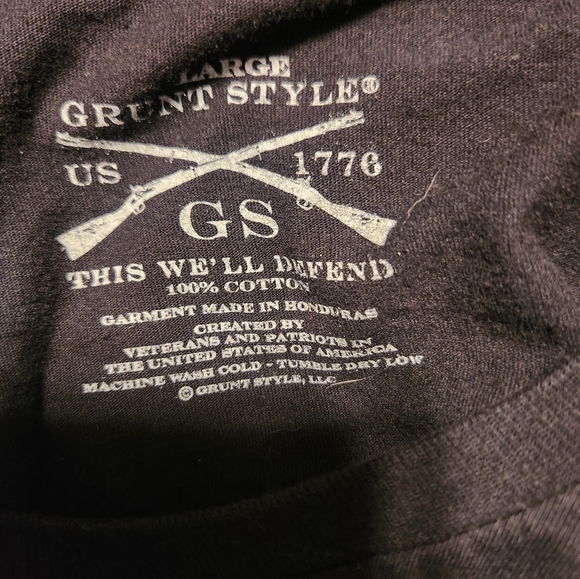 LARGE
GRUNT STYLE®
US 1776
GS
THIS WE'LL DEFEND
100% COTTON
GARMENT MADE IN HONDURAS
CREATED BY
VETERANS AND PATRIOTS IN
THE UNITED STATES OF AMERICA
MACHINE WASH COLD - TUMBLE DRY LOW
© GRUNT STYLE, LLC